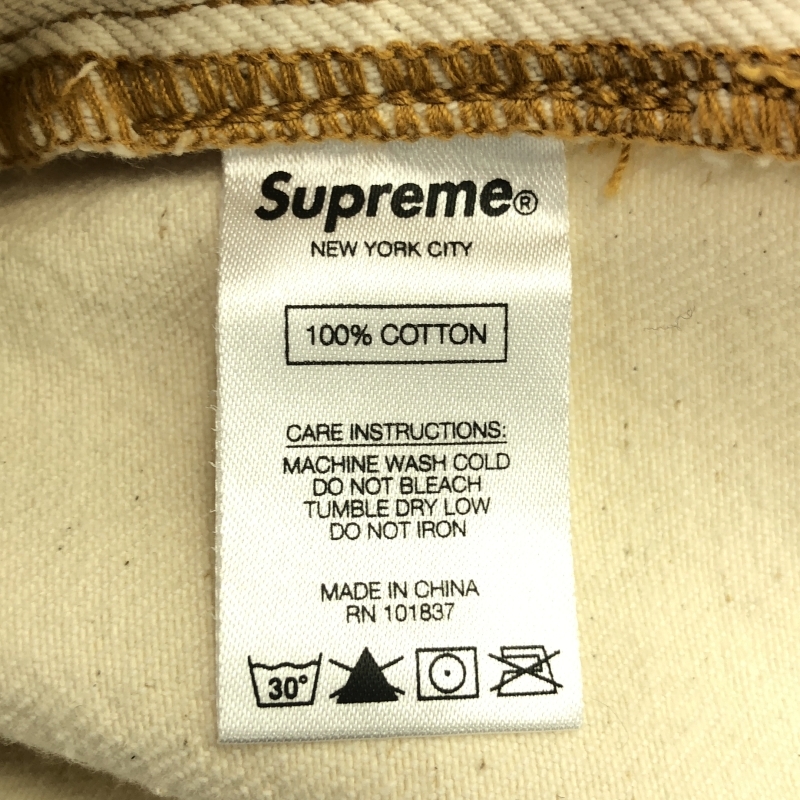 Supreme®
NEW YORK CITY
100% COTTON
CARE INSTRUCTIONS:
MACHINE WASH COLD
DO NOT BLEACH
TUMBLE DRY LOW
DO NOT IRON
MADE IN CHINA
RN 101837
30°